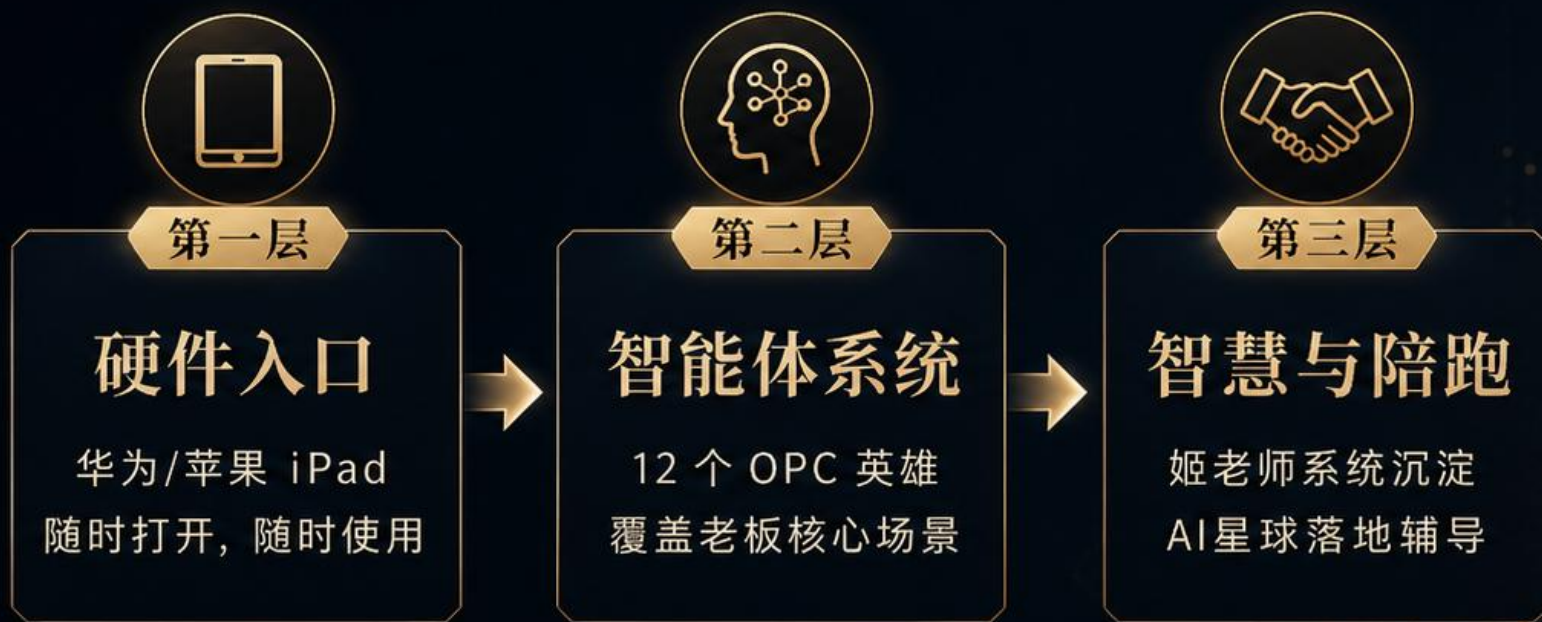 第一层
硬件入口
华为/苹果 iPad
随时打开, 随时使用
第二层
智能体系统
12 个 OPC 英雄
覆盖老板核心场景
第三层
智慧与陪跑
姬老师系统沉淀
AI星球落地辅导